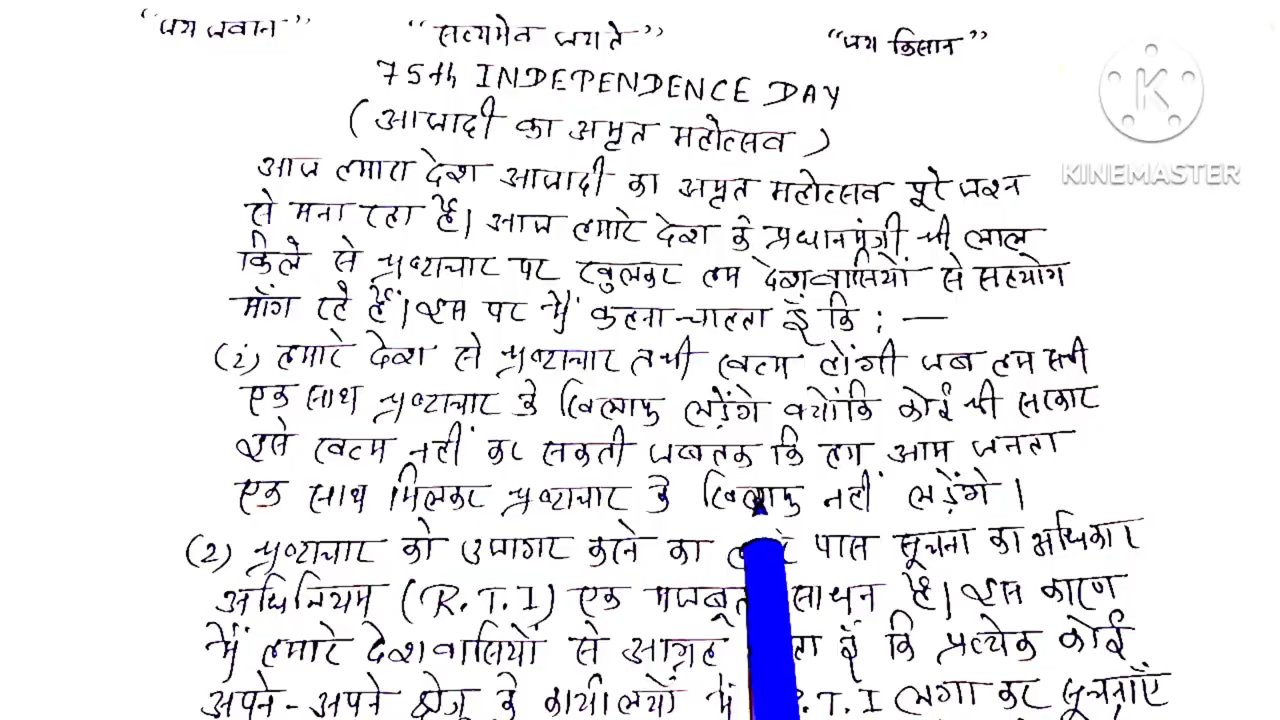 "जय जवान" "सत्यमेव जयते" "जय किसान"
75th INDEPENDENCE DAY
(आजादी का अमृत महोत्सव)
आज हमारा देश आजादी का अमृत महोत्सव पूरे जश्न
से मना रहा है। आज हमारे देश के प्रधानमंत्री भी लाल
किले से भ्रष्टाचार पर खुलकर हम देशवासियों से सहयोग
माँग रहे हैं। इस पर मैं कहना चाहता हूँ कि : —
(i) हमारे देश से भ्रष्टाचार तभी खत्म होंगी जब हम सभी
एक साथ भ्रष्टाचार के खिलाफ लड़ेंगे क्योंकि कोई भी सरकार
इसे खत्म नहीं कर सकती जबतक कि हम आम जनता
एक साथ मिलकर भ्रष्टाचार के खिलाफ नहीं लड़ेंगे।
(2) भ्रष्टाचार को उजागर करने का पास सूचना का अधिकार
अधिनियम (R.T.I) एक मजबूत साधन है। इस कारण
मैं हमारे देशवासियों से आग्रह हूँ कि प्रत्येक कोई
अपने-अपने क्षेत्र के कार्यालयों में R.T.I लगा कर सूचनाएँ
KINEMASTER